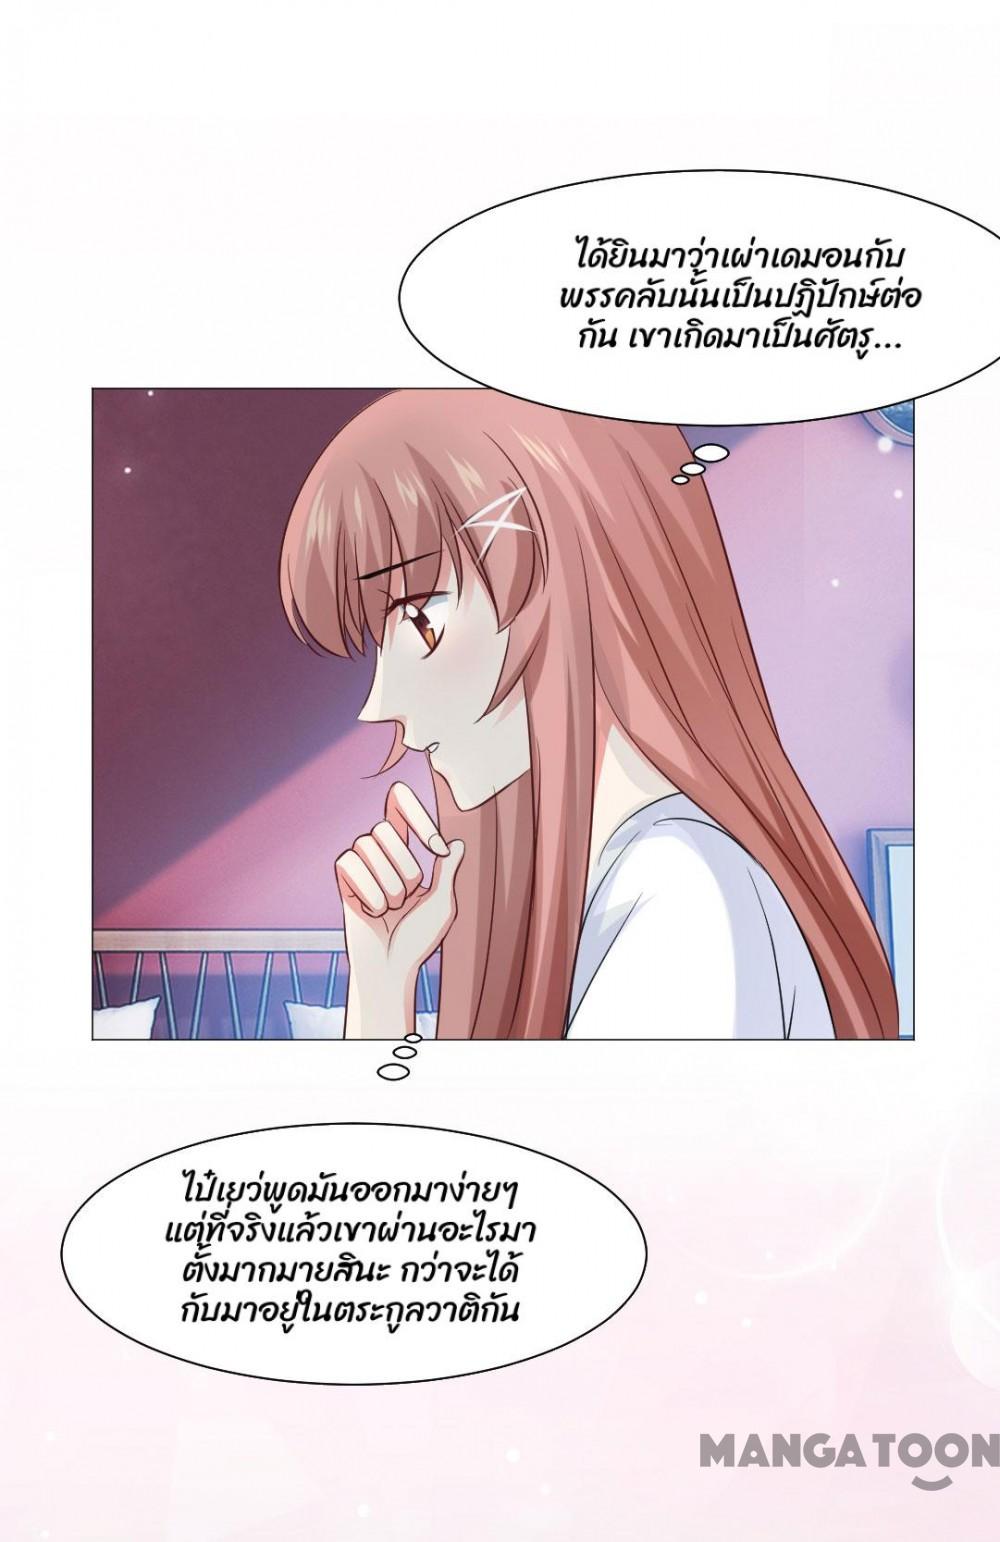 ได้ยินมาว่าเผ่าเดมอนกับ
พรรคลับนั้นเป็นปฏิปักษ์ต่อ
กัน เขาเกิดมาเป็นศัตรู...
ไป๋เยว่พูดมันออกมาง่ายๆ
แต่ที่จริงแล้วเขาผ่านอะไรมา
ตั้งมากมายสินะ กว่าจะได้
กับมาอยู่ในตระกูลวาติกัน
MANGATOON